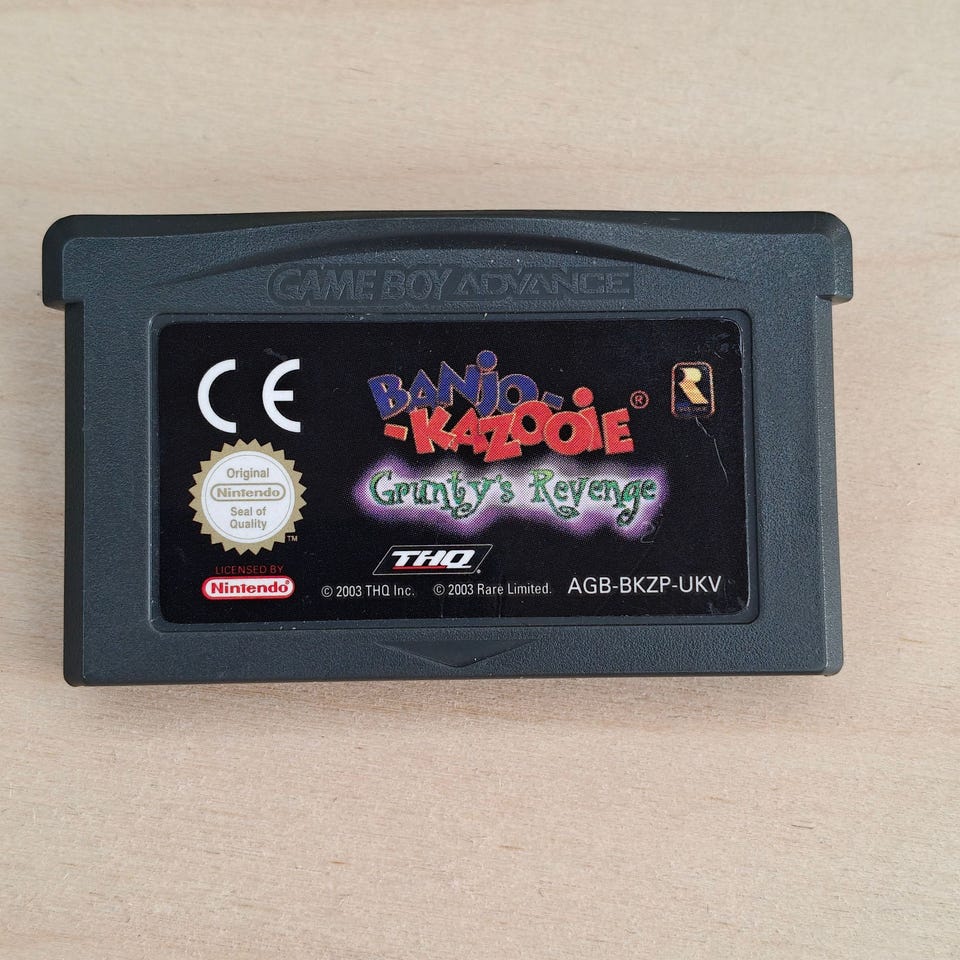 GAME BOY ADVANCE
CE
BANJO-
-KAZOOIE®
Grunty's Revenge
Original
Nintendo
Seal of
Quality
TM
LICENSED BY
Nintendo®
THQ®
© 2003 THQ Inc. © 2003 Rare Limited. AGB-BKZP-UKV